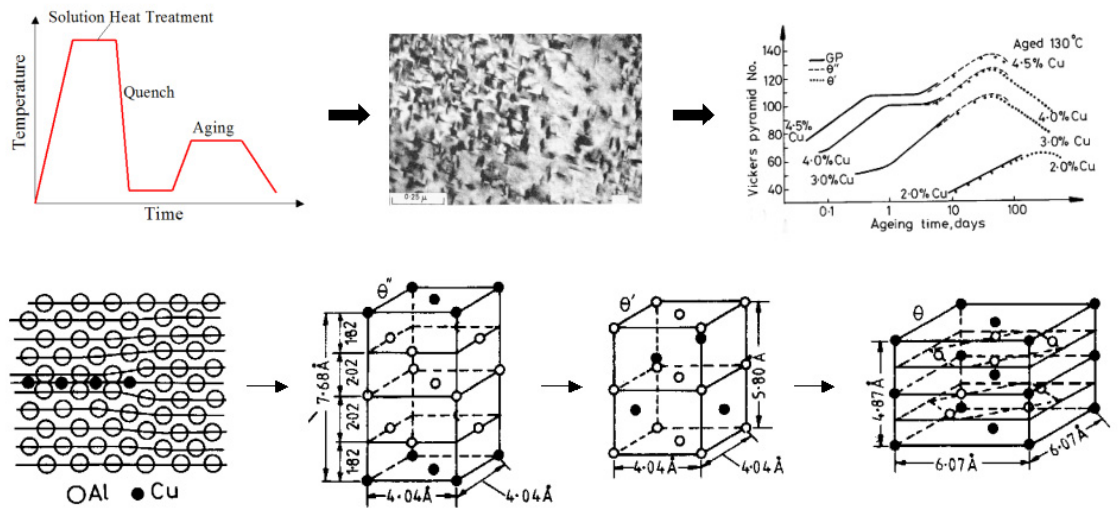 Solution Heat Treatment
Quench
Aging
Temperature
Time
0·25 μ
Vickers pyramid No.
140
120
100
80
60
40
GP
θ″
θ′
Aged 130°C
4·5% Cu
4·5%
Cu
4·0% Cu
4·0%Cu
3·0%Cu
3·0%Cu
2·0%Cu
2·0%Cu
0·1
1
10
100
Ageing time, days
Al
Cu
θ″
7·68Å
1·82
2·02
2·02
1·82
4·04Å
4·04Å
θ′
5·80 Å
4·04Å
4·04Å
θ
4·87Å
6·07Å
6·07Å